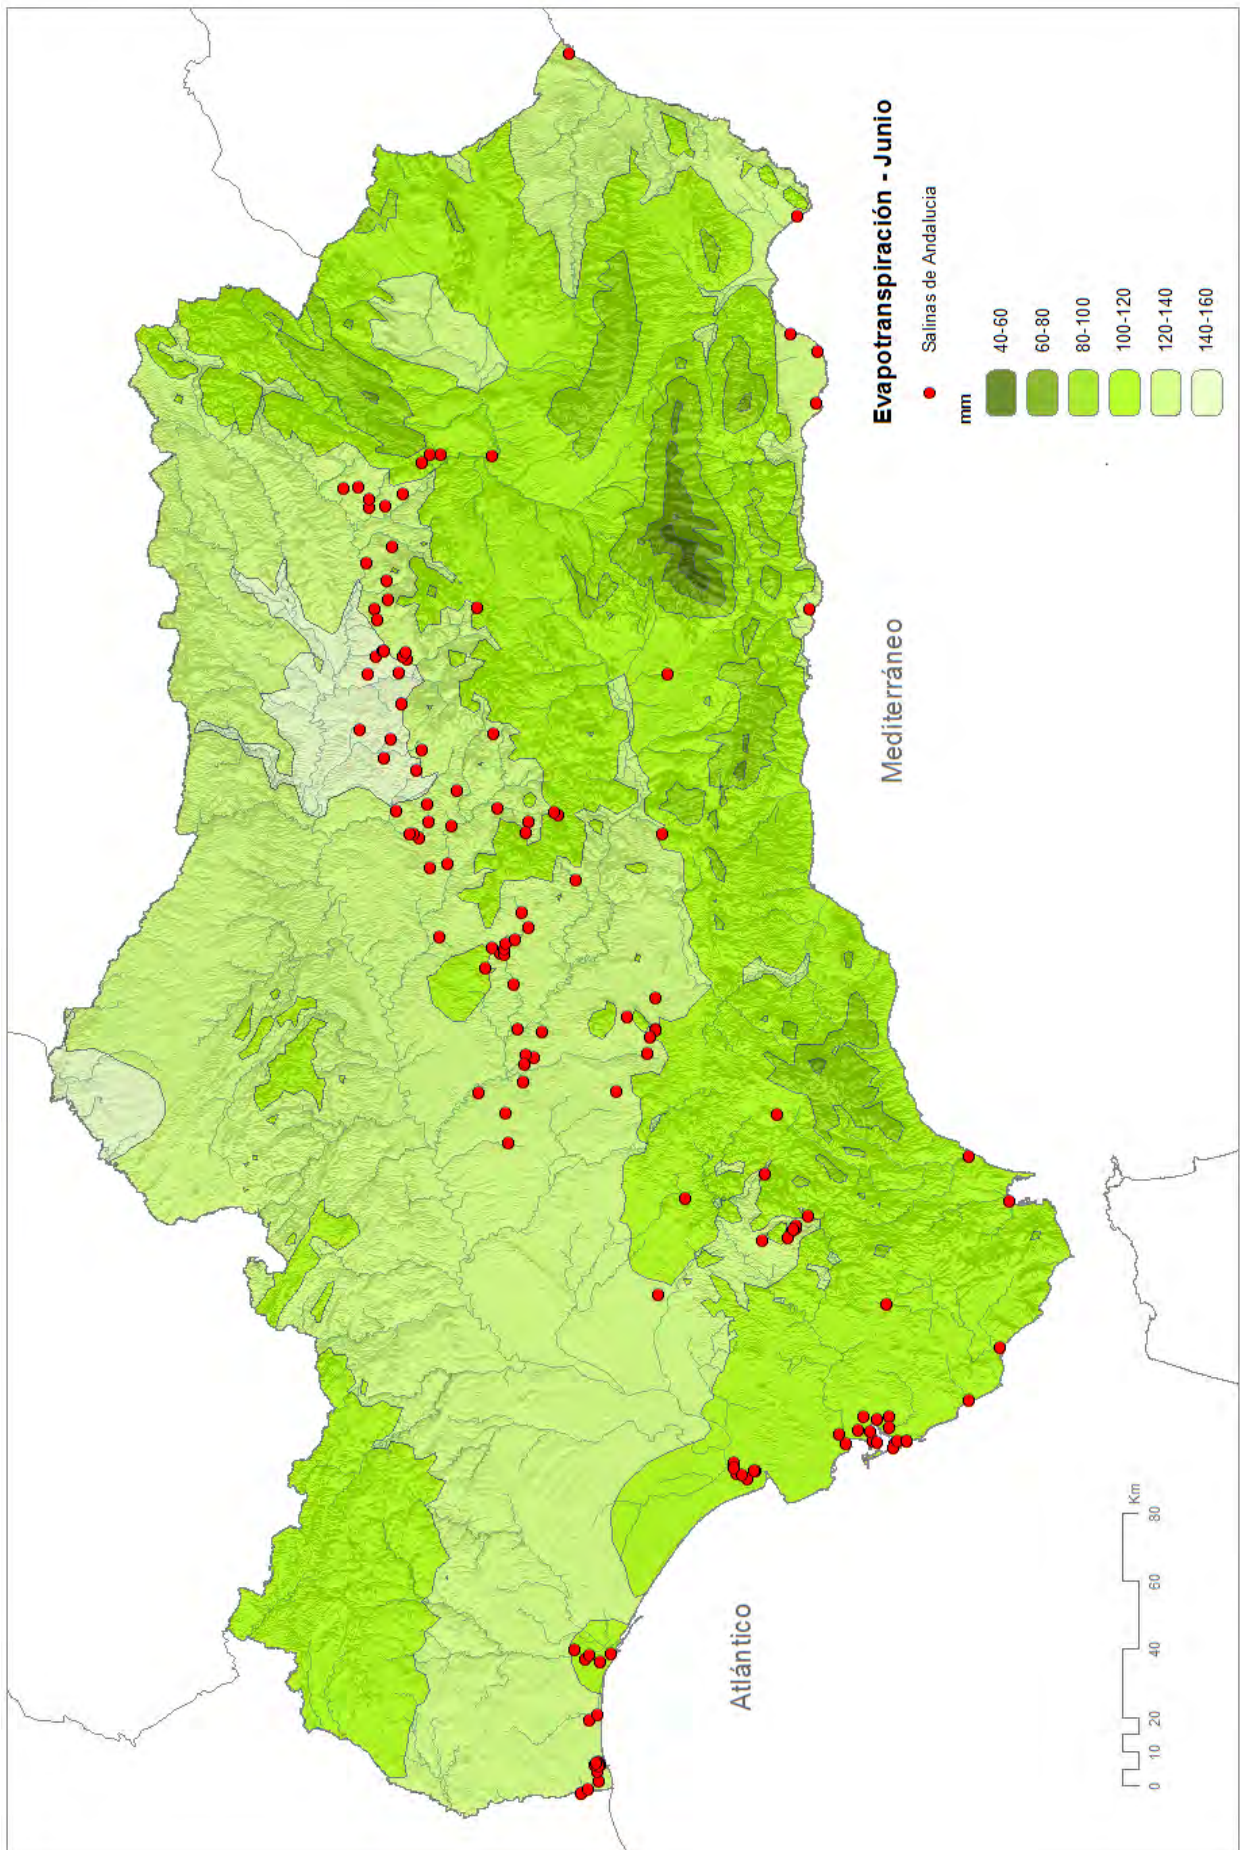 Evapotranspiración - Junio
Salinas de Andalucia
mm
40-60
60-80
80-100
100-120
120-140
140-160
Mediterráneo
Atlántico
Km
0 10 20 40 60 80